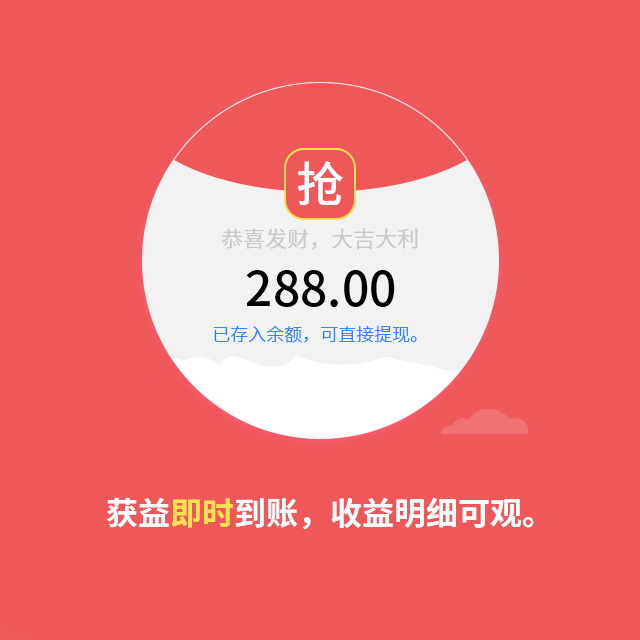 抢
恭喜发财，大吉大利
288.00
已存入余额，可直接提现。
获益即时到账，收益明细可观。